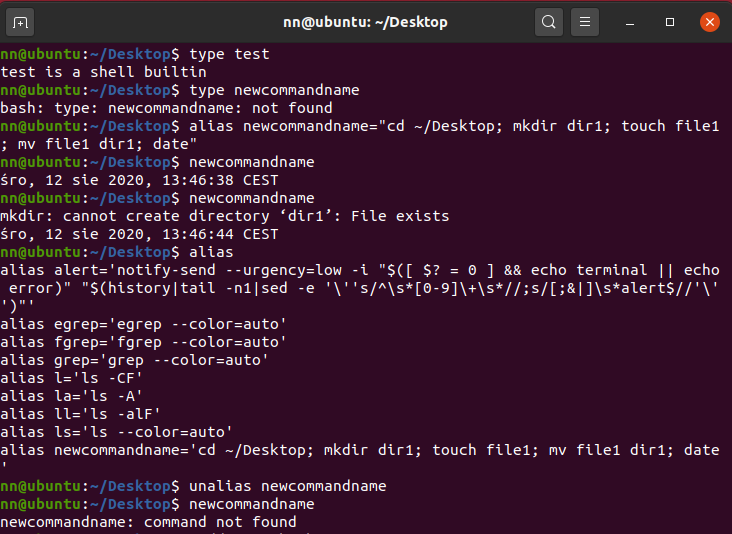 nn@ubuntu: ~/Desktop
nn@ubuntu:~/Desktop$ type test
test is a shell builtin
nn@ubuntu:~/Desktop$ type newcommandname
bash: type: newcommandname: not found
nn@ubuntu:~/Desktop$ alias newcommandname="cd ~/Desktop; mkdir dir1; touch file1
; mv file1 dir1; date"
nn@ubuntu:~/Desktop$ newcommandname
śro, 12 sie 2020, 13:46:38 CEST
nn@ubuntu:~/Desktop$ newcommandname
mkdir: cannot create directory ‘dir1’: File exists
śro, 12 sie 2020, 13:46:44 CEST
nn@ubuntu:~/Desktop$ alias
alias alert='notify-send --urgency=low -i "$([ $? = 0 ] && echo terminal || echo
 error)" "$(history|tail -n1|sed -e '\''s/^\s*[0-9]\+\s*//;s/[;&|]\s*alert$//'\'
')"'
alias egrep='egrep --color=auto'
alias fgrep='fgrep --color=auto'
alias grep='grep --color=auto'
alias l='ls -CF'
alias la='ls -A'
alias ll='ls -alF'
alias ls='ls --color=auto'
alias newcommandname='cd ~/Desktop; mkdir dir1; touch file1; mv file1 dir1; date
'
nn@ubuntu:~/Desktop$ unalias newcommandname
nn@ubuntu:~/Desktop$ newcommandname
newcommandname: command not found